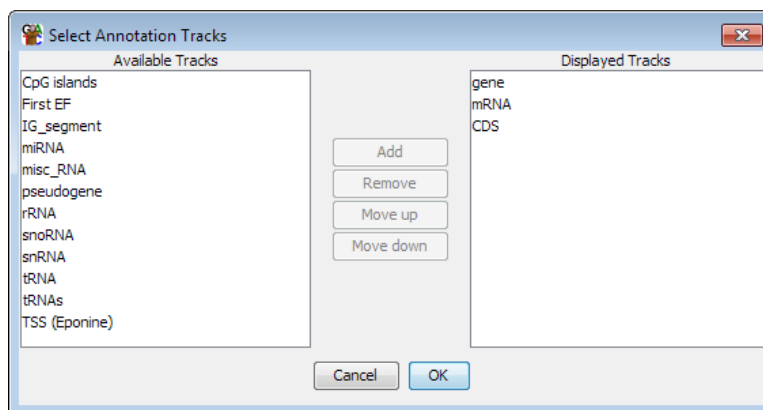 Select Annotation Tracks
Available Tracks
CpG islands
First EF
IG_segment
miRNA
misc_RNA
pseudogene
rRNA
snoRNA
snRNA
tRNA
tRNAs
TSS (Eponine)
Add
Remove
Move up
Move down
Displayed Tracks
gene
mRNA
CDS
Cancel
OK